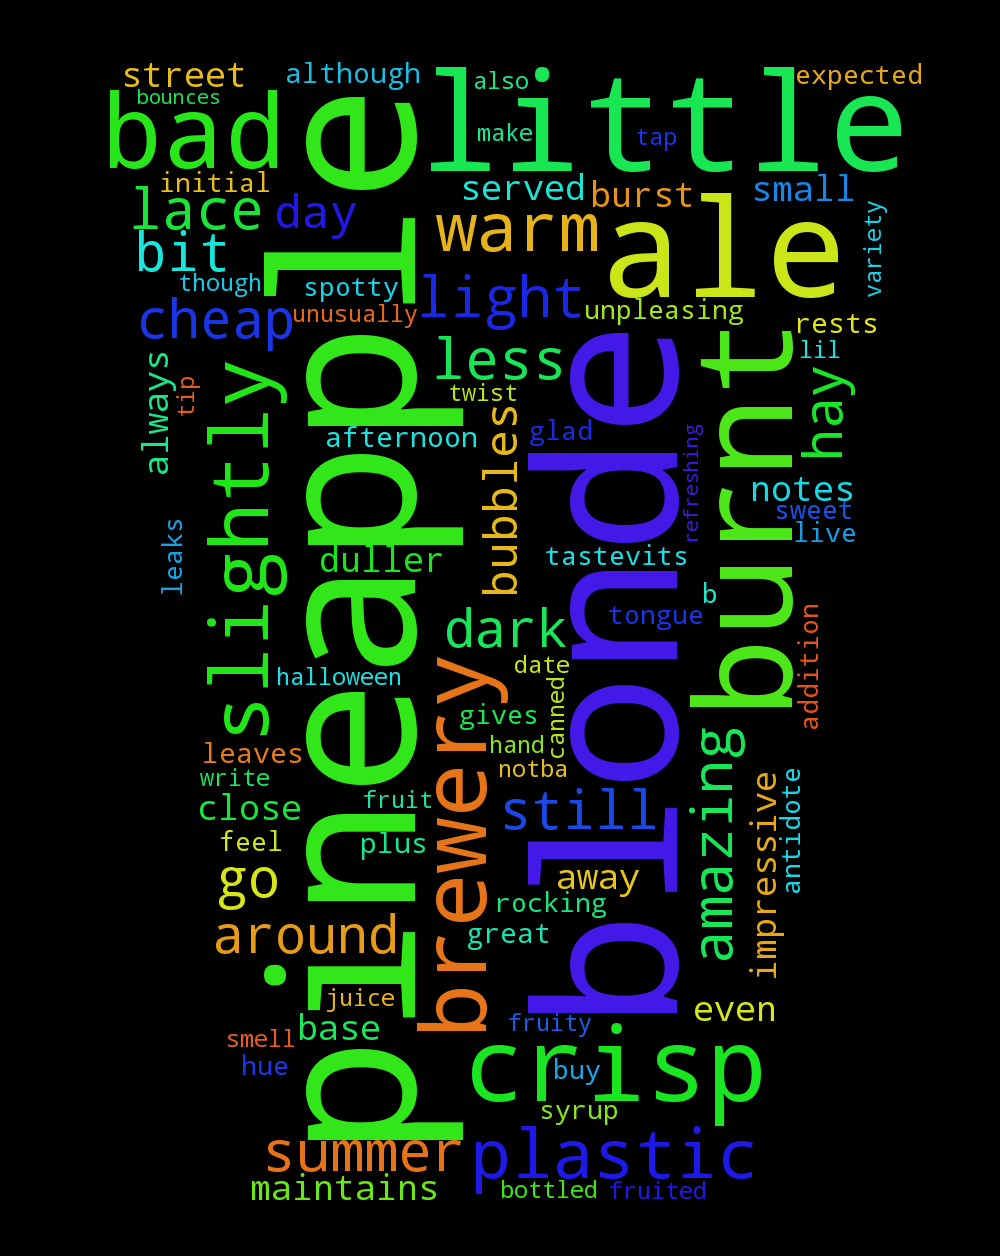 street
although
also
little
expected
bounces
bad
make
tap
initial
served
burst
small
lace
day
warm
ale
variety
bit
though
spotty
light
unpleasing
cheap
unusually
rests
less
lil
always
tip
slightly
twist
hay
pineapple
afternoon
bubbles
glad
blonde
refreshing
burnt
notes
sweet
live
leaks
duller
tastevits
b
tongue
addition
dark
halloween
date
brewery
canned
gives
hand
amazing
leaves
notba
write
close
fruit
still
impressive
antidote
feel
plus
go
away
rocking
around
great
juice
base
even
smell
fruity
hue
crisp
buy
syrup
summer
plastic
maintains
bottled
fruited